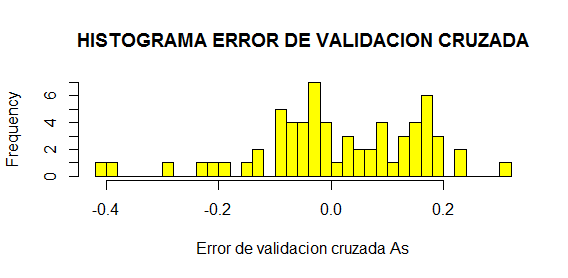 HISTOGRAMA ERROR DE VALIDACION CRUZADA
Frequency
6
4
2
0
-0.4 -0.2 0.0 0.2
Error de validacion cruzada As